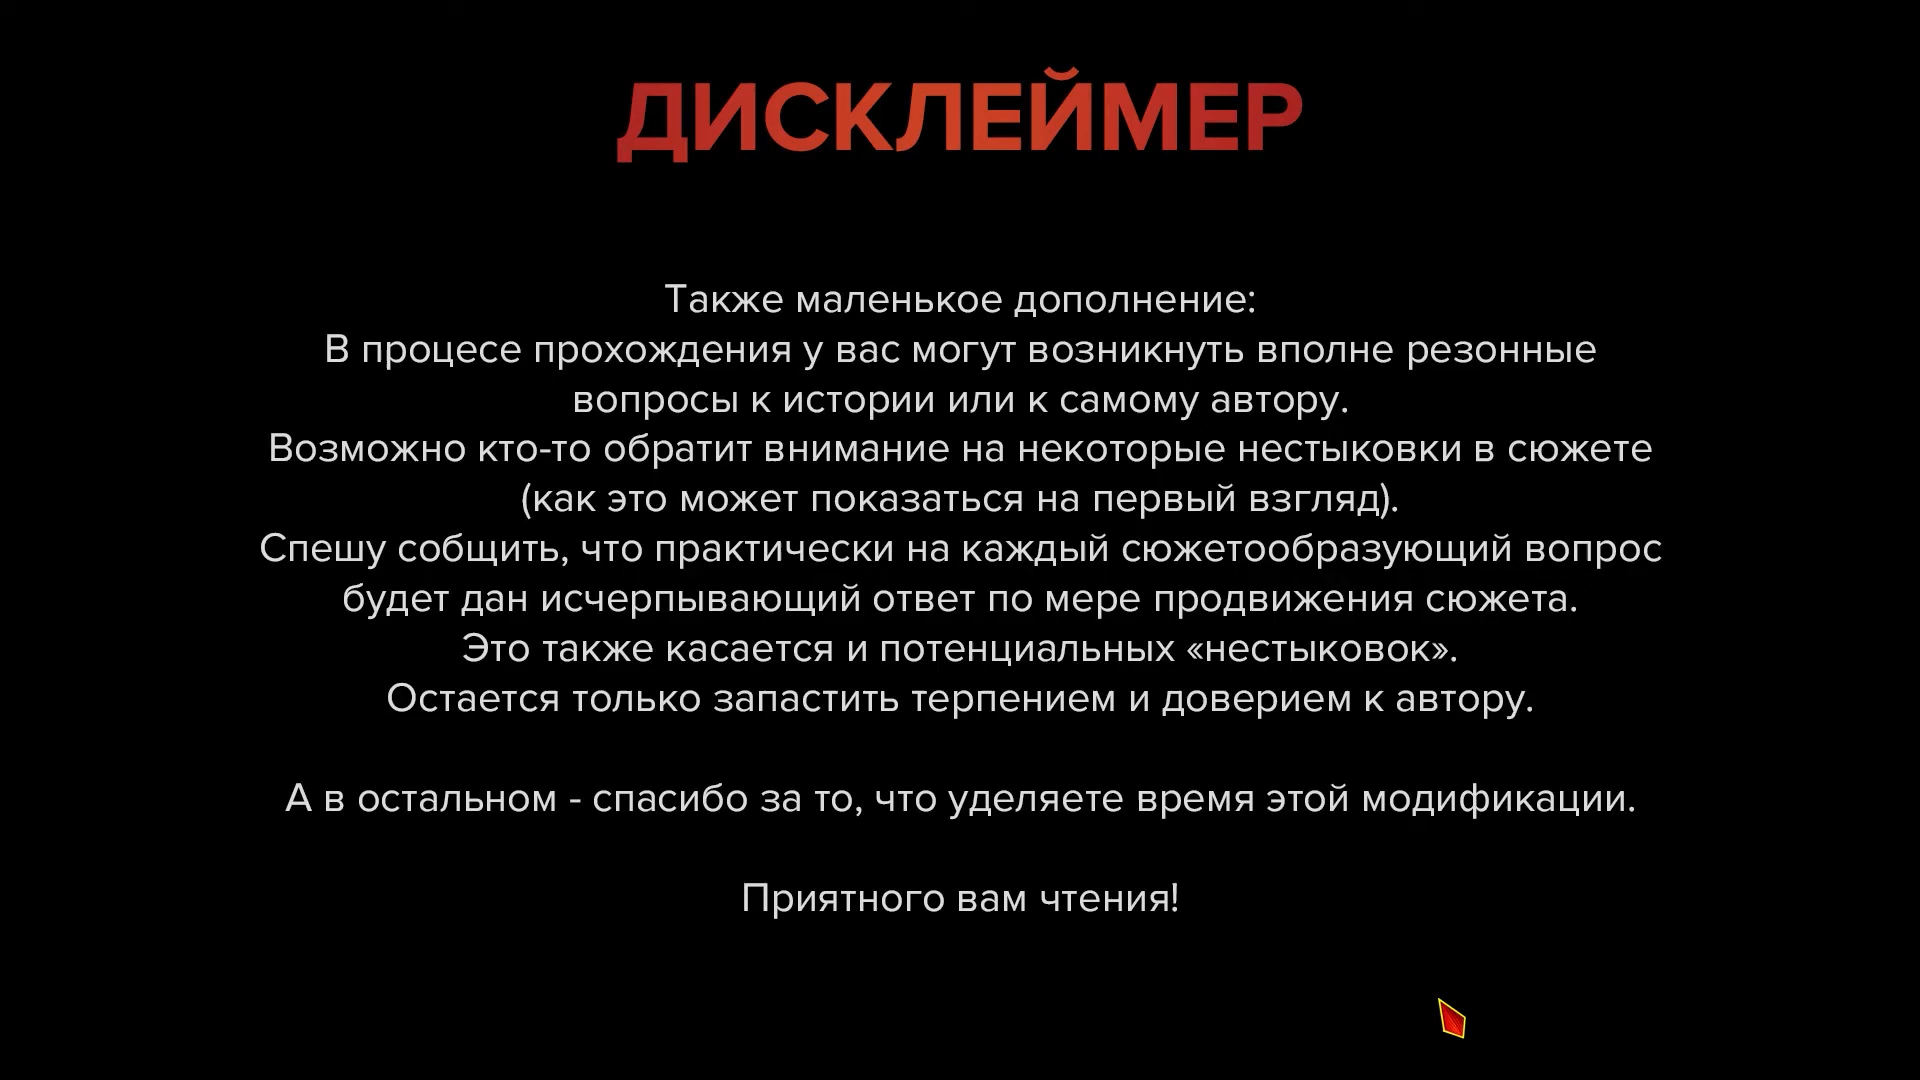 ДИСКЛЕЙМЕР
Также маленькое дополнение:
В процесе прохождения у вас могут возникнуть вполне резонные
вопросы к истории или к самому автору.
Возможно кто-то обратит внимание на некоторые нестыковки в сюжете
(как это может показаться на первый взгляд).
Спешу собщить, что практически на каждый сюжетообразующий вопрос
будет дан исчерпывающий ответ по мере продвижения сюжета.
Это также касается и потенциальных «нестыковок».
Остается только запастить терпением и доверием к автору.
А в остальном - спасибо за то, что уделяете время этой модификации.
Приятного вам чтения!